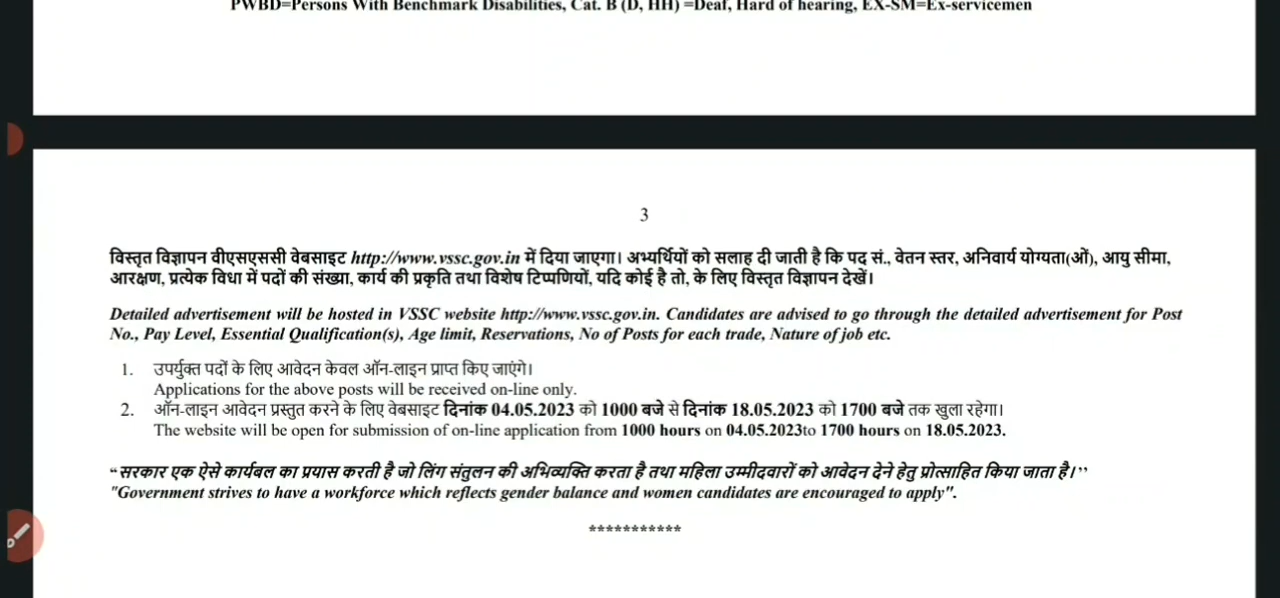 PWBD=Persons With Benchmark Disabilities, Cat. B (D, HH) =Deaf, Hard of hearing, EX-SM=Ex-servicemen
3
विस्तृत विज्ञापन वीएसएससी वेबसाइट http://www.vssc.gov.in में दिया जाएगा। अभ्यर्थियों को सलाह दी जाती है कि पद सं., वेतन स्तर, अनिवार्य योग्यता(ओं), आयु सीमा,
आरक्षण, प्रत्येक विधा में पदों की संख्या, कार्य की प्रकृति तथा विशेष टिप्पणियों, यदि कोई है तो, के लिए विस्तृत विज्ञापन देखें।
Detailed advertisement will be hosted in VSSC website http://www.vssc.gov.in. Candidates are advised to go through the detailed advertisement for Post
No., Pay Level, Essential Qualification(s), Age limit, Reservations, No of Posts for each trade, Nature of job etc.
1. उपर्युक्त पदों के लिए आवेदन केवल ऑन-लाइन प्राप्त किए जाएंगे।
Applications for the above posts will be received on-line only.
2. ऑन-लाइन आवेदन प्रस्तुत करने के लिए वेबसाइट दिनांक 04.05.2023 को 1000 बजे से दिनांक 18.05.2023 को 1700 बजे तक खुला रहेगा।
The website will be open for submission of on-line application from 1000 hours on 04.05.2023to 1700 hours on 18.05.2023.
“सरकार एक ऐसे कार्यबल का प्रयास करती है जो लिंग संतुलन की अभिव्यक्ति करता है तथा महिला उम्मीदवारों को आवेदन देने हेतु प्रोत्साहित किया जाता है।”
"Government strives to have a workforce which reflects gender balance and women candidates are encouraged to apply".
***********